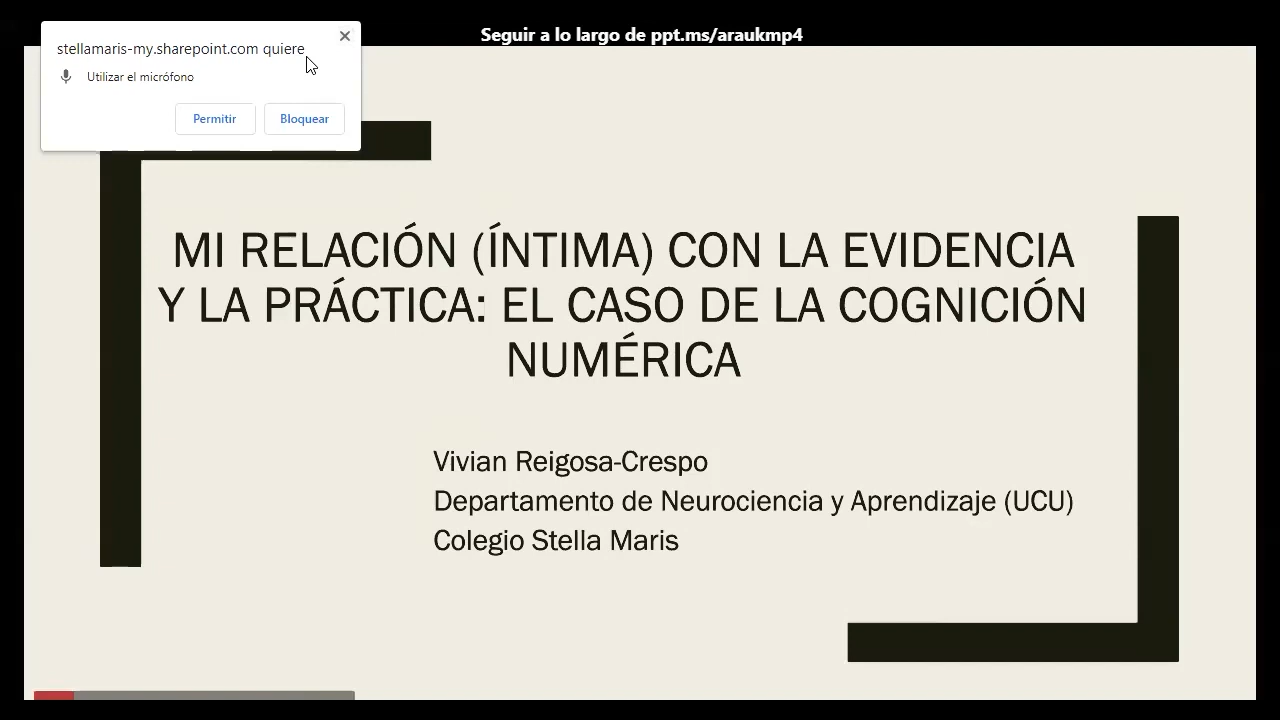 Seguir a lo largo de ppt.ms/araukmp4
stellamaris-my.sharepoint.com quiere
Utilizar el micrófono
Permitir
Bloquear
MI RELACIÓN (ÍNTIMA) CON LA EVIDENCIA
Y LA PRÁCTICA: EL CASO DE LA COGNICIÓN
NUMÉRICA
Vivian Reigosa-Crespo
Departamento de Neurociencia y Aprendizaje (UCU)
Colegio Stella Maris